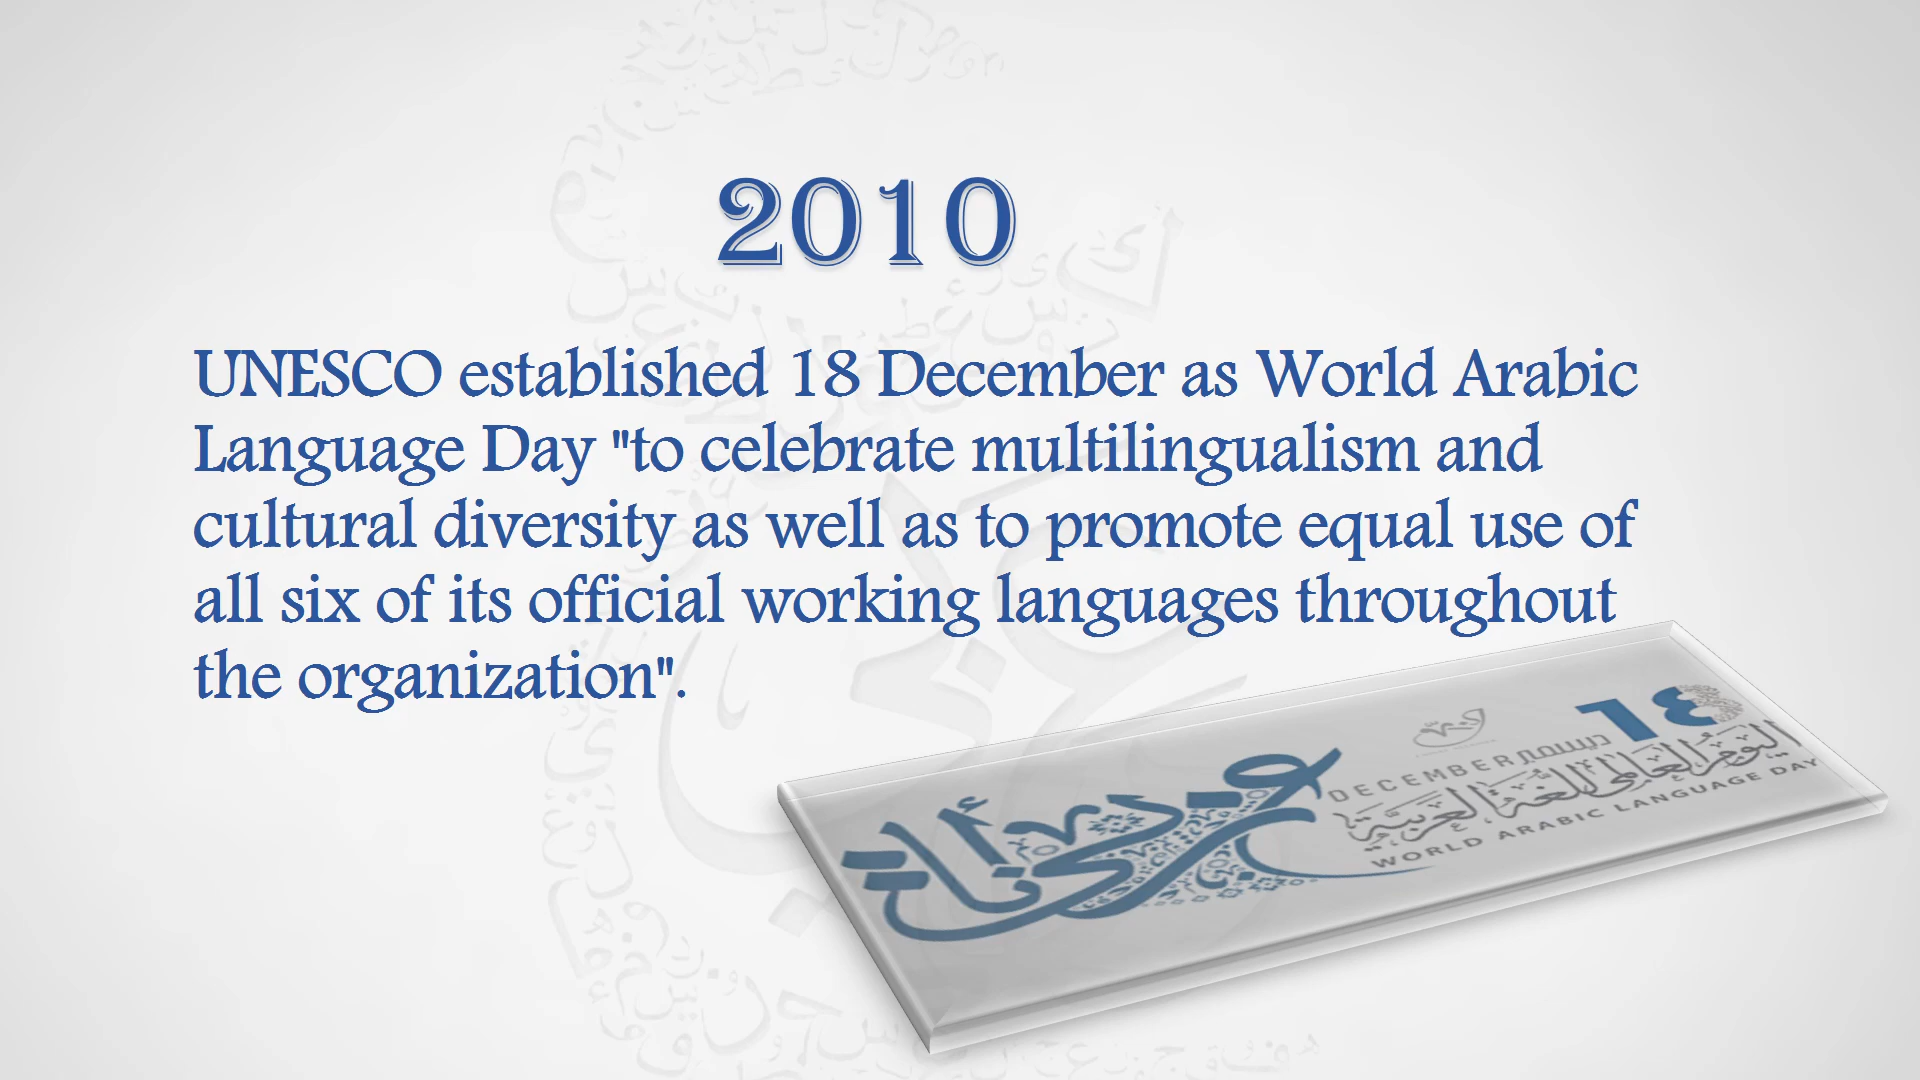 2010
UNESCO established 18 December as World Arabic
Language Day "to celebrate multilingualism and
cultural diversity as well as to promote equal use of
all six of its official working languages throughout
the organization".
DECEMBER ديسمبر
اليوم العالمي للغة العربية
WORLD ARABIC LANGUAGE DAY